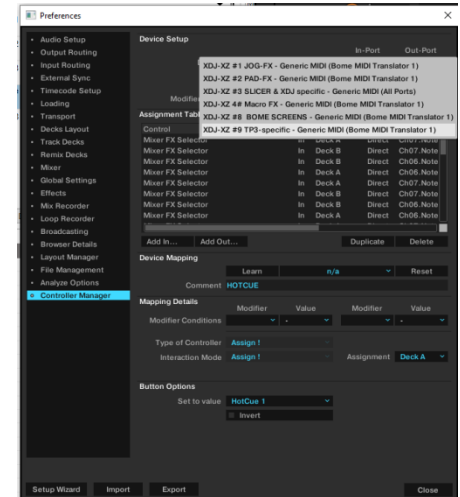 Preferences
Audio Setup
Output Routing
Input Routing
External Sync
Timecode Setup
Loading
Transport
Decks Layout
Track Decks
Remix Decks
Mixer
Global Settings
Effects
Mix Recorder
Loop Recorder
Broadcasting
Browser Details
Layout Manager
File Management
Analyze Options
Controller Manager
Device Setup
In-Port Out-Port
XDJ-XZ #1 JOG-FX - Generic MIDI (Bome MIDI Translator 1)
XDJ-XZ #2 PAD-FX - Generic MIDI (Bome MIDI Translator 1)
XDJ-XZ #3 SLICER & XDJ specific - Generic MIDI (All Ports)
XDJ-XZ 4# Macro FX - Generic MIDI (Bome MIDI Translator 1)
XDJ-XZ #8 BOME SCREENS - Generic MIDI (Bome MIDI Translator 1)
XDJ-XZ #9 TP3-specific - Generic MIDI (Bome MIDI Translator 1)
Modifie
Assignment Tabl
Control
Mixer FX Selector In Deck A Direct Ch07.Note
Mixer FX Selector In Deck B Direct Ch07.Note
Mixer FX Selector In Deck B Direct Ch06.Note
Mixer FX Selector In Deck A Direct Ch06.Note
Mixer FX Selector In Deck A Direct Ch07.Note
Mixer FX Selector In Deck B Direct Ch07.Note
Mixer FX Selector In Deck B Direct Ch06.Note
Mixer FX Selector In Deck A Direct Ch06.Note
Add In... Add Out... Duplicate Delete
Device Mapping
Learn n/a Reset
Comment HOTCUE
Mapping Details
Modifier Value Modifier Value
Modifier Conditions - -
Type of Controller Assign !
Interaction Mode Assign ! Assignment Deck A
Button Options
Set to value HotCue 1
Invert
Setup Wizard Import Export Close